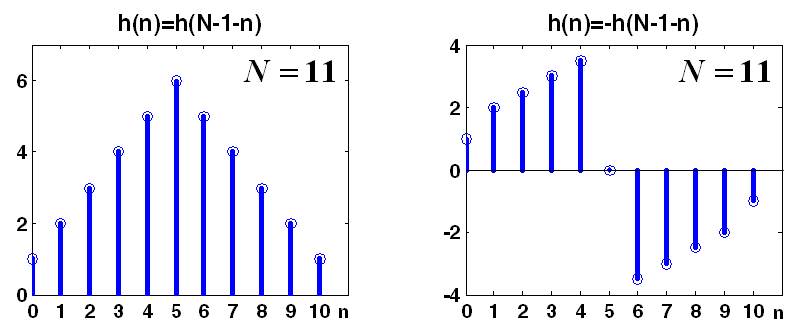 h(n)=h(N-1-n)
N = 11
6
4
2
0
0 1 2 3 4 5 6 7 8 9 10 n
h(n)=-h(N-1-n)
N = 11
4
2
0
-2
-4
0 1 2 3 4 5 6 7 8 9 10 n